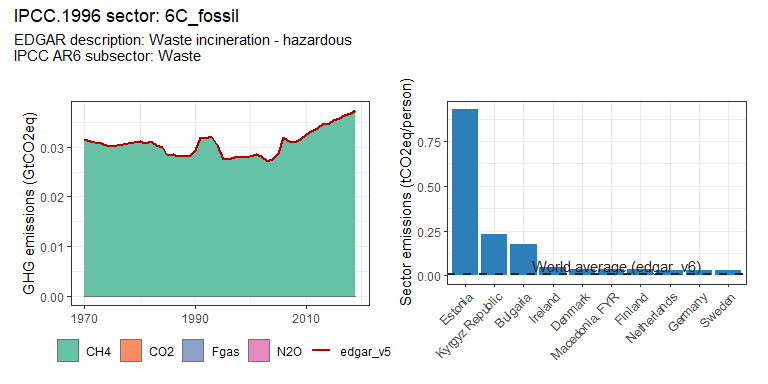 IPCC.1996 sector: 6C_fossil
EDGAR description: Waste incineration - hazardous
IPCC AR6 subsector: Waste
GHG emissions (GtCO2eq)
0.03
0.02
0.01
0.00
1970
1990
2010
CH4
CO2
Fgas
N2O
edgar_v5
Sector emissions (tCO2eq/person)
0.75
0.50
0.25
0.00
World average (edgar_v6)
Estonia
Kyrgyz Republic
Bulgaria
Ireland
Denmark
Macedonia, FYR
Finland
Netherlands
Germany
Sweden